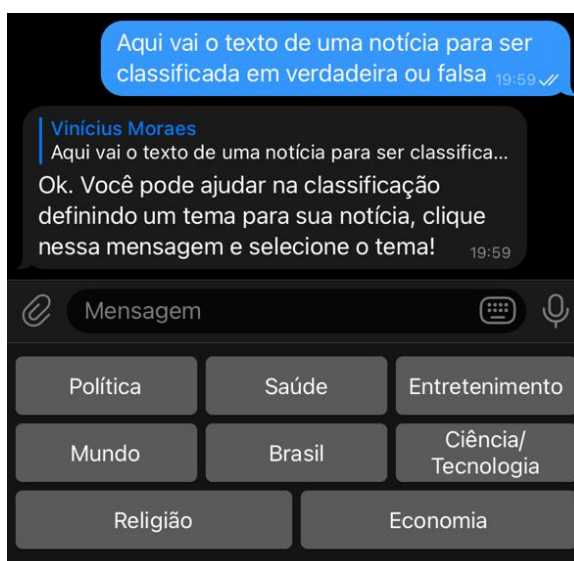 Aqui vai o texto de uma notícia para ser
classificada em verdadeira ou falsa 19:59
Vinícius Moraes
Aqui vai o texto de uma notícia para ser classifica...
Ok. Você pode ajudar na classificação
definindo um tema para sua notícia, clique
nessa mensagem e selecione o tema! 19:59
Mensagem
Política Saúde Entretenimento
Mundo Brasil Ciência/
Tecnologia
Religião Economia